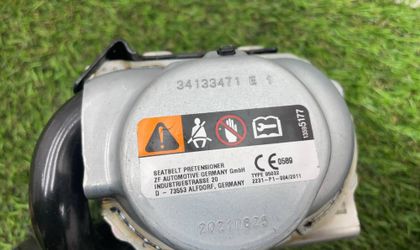 34133471 E 1
SEATBELT PRETENSIONER
ZF AUTOMOTIVE GERMANY GmbH
INDUSTRIESTRASSE 20
D - 73553 ALFDORF, GERMANY
CE 0589
TYPE 05032
2231-P1-004/2011